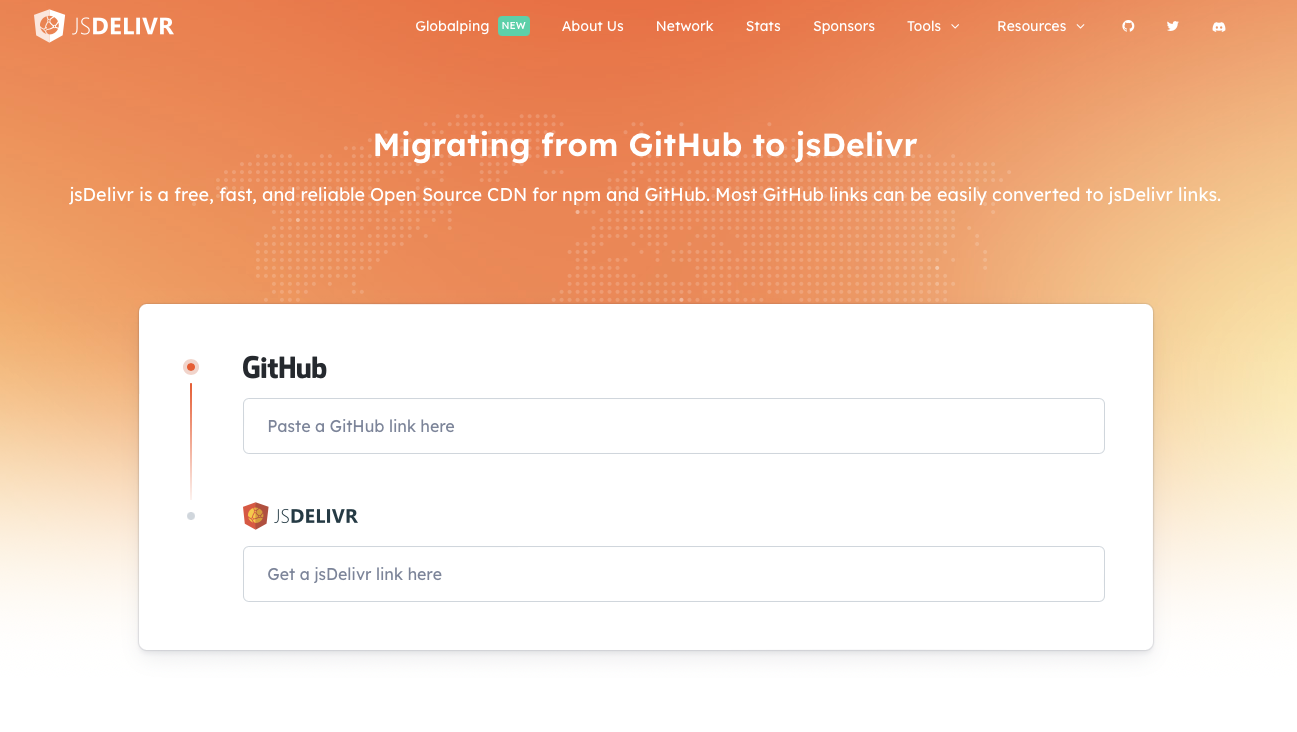 JSDELIVR
Globalping NEW About Us Network Stats Sponsors Tools Resources
Migrating from GitHub to jsDelivr
jsDelivr is a free, fast, and reliable Open Source CDN for npm and GitHub. Most GitHub links can be easily converted to jsDelivr links.
GitHub
Paste a GitHub link here
JSDELIVR
Get a jsDelivr link here